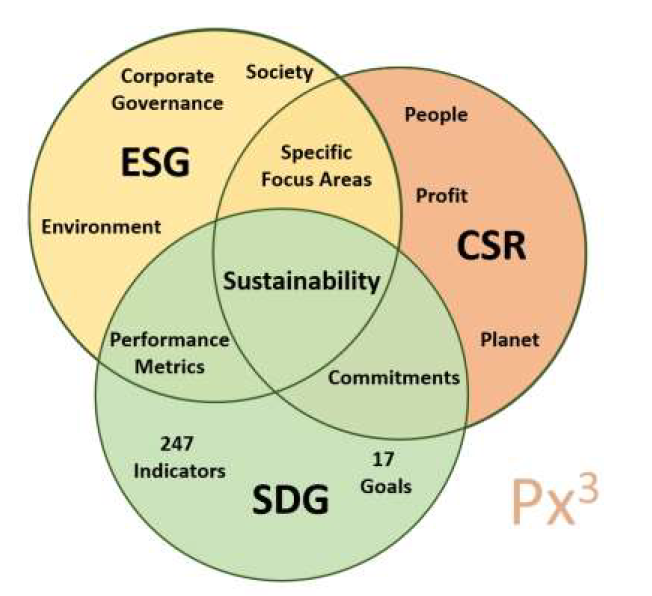 Corporate
Governance
Society
ESG
Environment
Specific
Focus Areas
People
Profit
CSR
Planet
Sustainability
Performance
Metrics
Commitments
247
Indicators
SDG
17
Goals
Px³